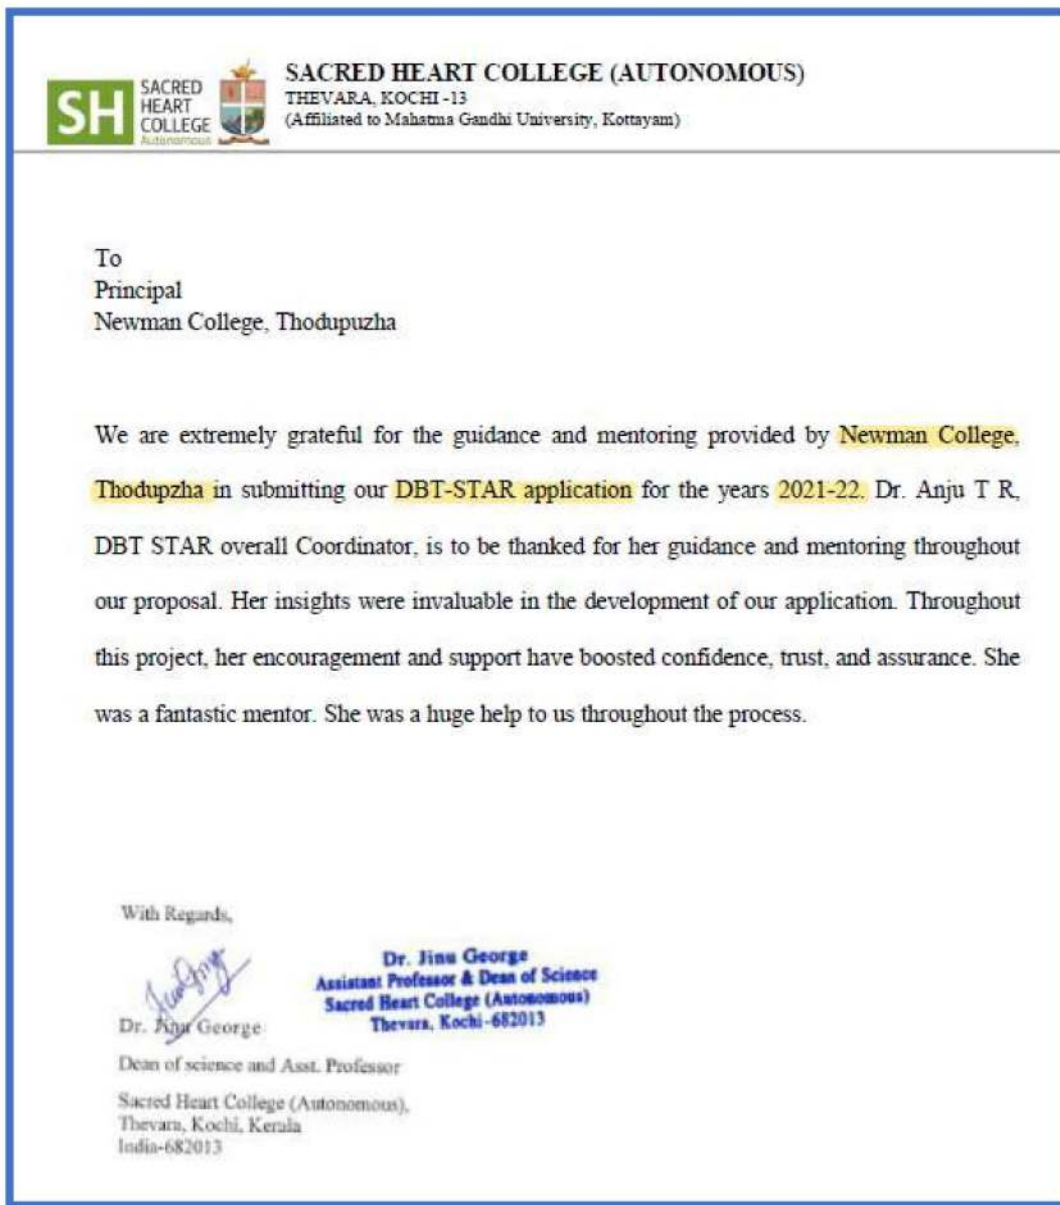 SH
SACRED
HEART
COLLEGE
Autonomous
SACRED HEART COLLEGE (AUTONOMOUS)
THEVARA, KOCHI -13
(Affiliated to Mahatma Gandhi University, Kottayam)
To
Principal
Newman College, Thodupuzha
We are extremely grateful for the guidance and mentoring provided by Newman College,
Thodupzha in submitting our DBT-STAR application for the years 2021-22. Dr. Anju T R,
DBT STAR overall Coordinator, is to be thanked for her guidance and mentoring throughout
our proposal. Her insights were invaluable in the development of our application. Throughout
this project, her encouragement and support have boosted confidence, trust, and assurance. She
was a fantastic mentor. She was a huge help to us throughout the process.
With Regards,
Dr. Jinu George
Assistant Professor & Dean of Science
Sacred Heart College (Autonomous)
Thevara, Kochi-682013
Dr. Jinu George
Dean of science and Asst. Professor
Sacred Heart College (Autonomous),
Thevara, Kochi, Kerala
India-682013